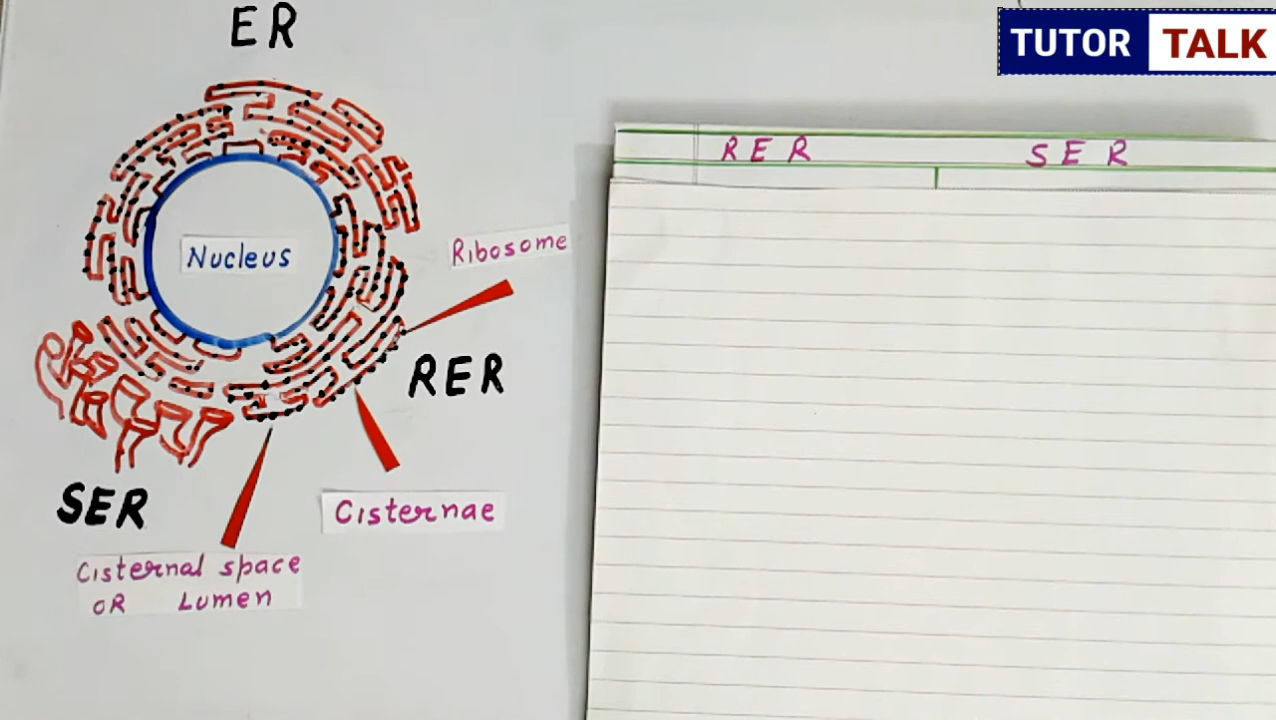 ER
TUTOR TALK
RER SER
Nucleus
Ribosome
RER
SER
Cisternae
Cisternal space
OR Lumen